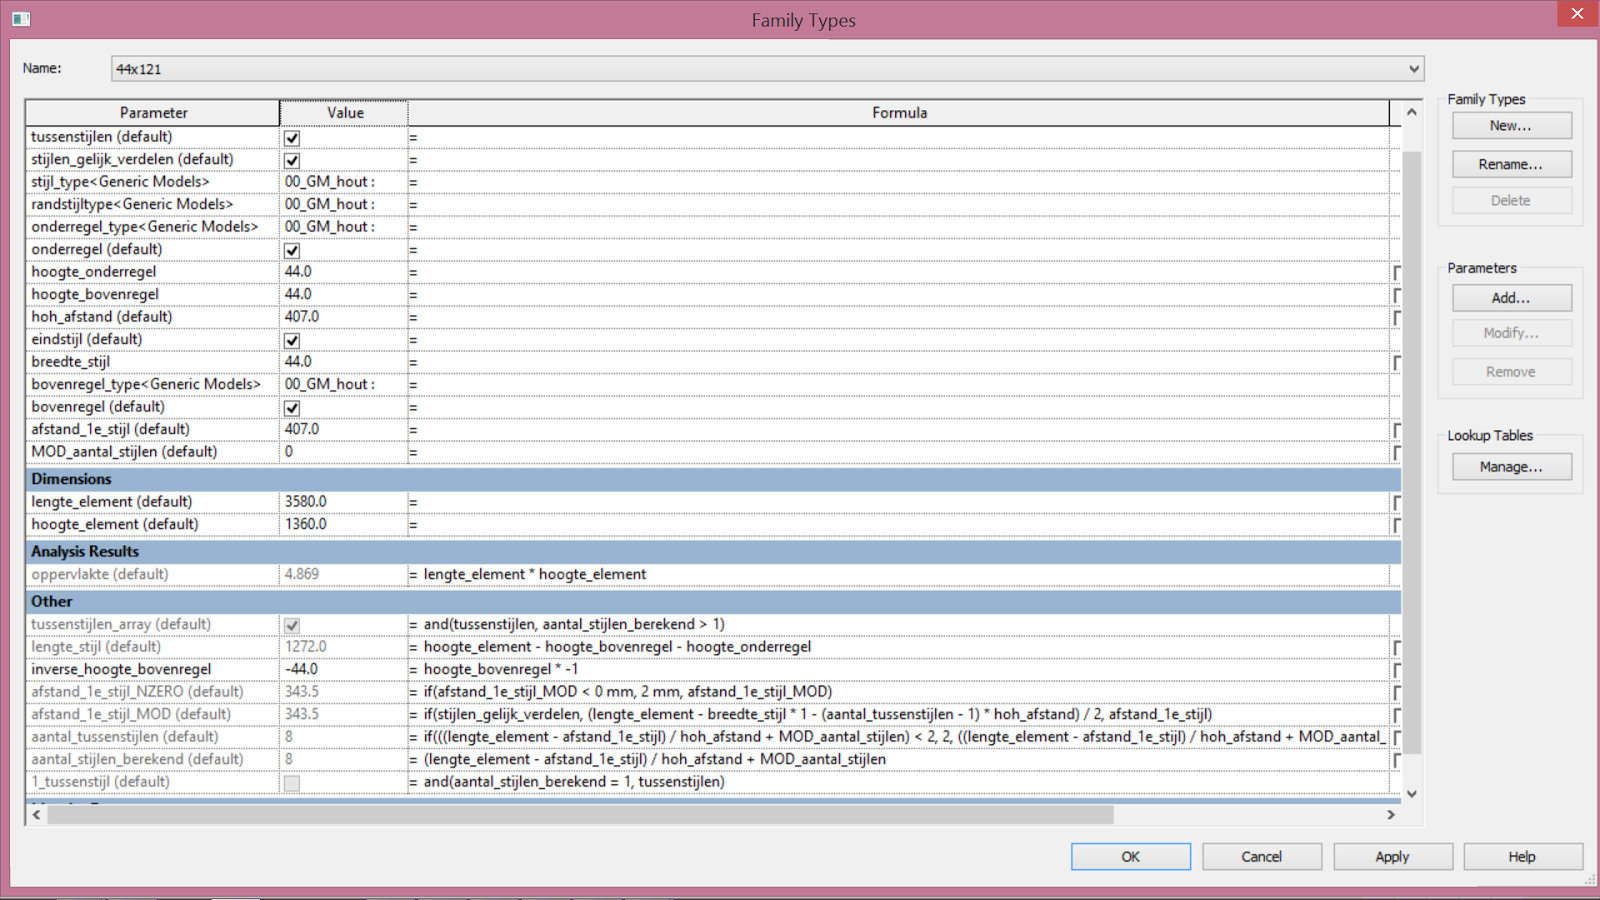 Family Types
Name: 44x121
Parameter Value Formula
tussenstijlen (default) =
stijlen_gelijk_verdelen (default) =
stijl_type<Generic Models> 00_GM_hout : =
randstijltype<Generic Models> 00_GM_hout : =
onderregel_type<Generic Models> 00_GM_hout : =
onderregel (default) =
hoogte_onderregel 44.0 =
hoogte_bovenregel 44.0 =
hoh_afstand (default) 407.0 =
eindstijl (default) =
breedte_stijl 44.0 =
bovenregel_type<Generic Models> 00_GM_hout : =
bovenregel (default) =
afstand_1e_stijl (default) 407.0 =
MOD_aantal_stijlen (default) 0 =
Dimensions
lengte_element (default) 3580.0 =
hoogte_element (default) 1360.0 =
Analysis Results
oppervlakte (default) 4.869 = lengte_element * hoogte_element
Other
tussenstijlen_array (default) = and(tussenstijlen, aantal_stijlen_berekend > 1)
lengte_stijl (default) 1272.0 = hoogte_element - hoogte_bovenregel - hoogte_onderregel
inverse_hoogte_bovenregel -44.0 = hoogte_bovenregel * -1
afstand_1e_stijl_NZERO (default) 343.5 = if(afstand_1e_stijl_MOD < 0 mm, 2 mm, afstand_1e_stijl_MOD)
afstand_1e_stijl_MOD (default) 343.5 = if(stijlen_gelijk_verdelen, (lengte_element - breedte_stijl * 1 - (aantal_tussenstijlen - 1) * hoh_afstand) / 2, afstand_1e_stijl)
aantal_tussenstijlen (default) 8 = if(((lengte_element - afstand_1e_stijl) / hoh_afstand + MOD_aantal_stijlen) < 2, 2, ((lengte_element - afstand_1e_stijl) / hoh_afstand + MOD_aantal_
aantal_stijlen_berekend (default) 8 = (lengte_element - afstand_1e_stijl) / hoh_afstand + MOD_aantal_stijlen
1_tussenstijl (default) = and(aantal_stijlen_berekend = 1, tussenstijlen)
Family Types
New...
Rename...
Delete
Parameters
Add...
Modify...
Remove
Lookup Tables
Manage...
OK Cancel Apply Help